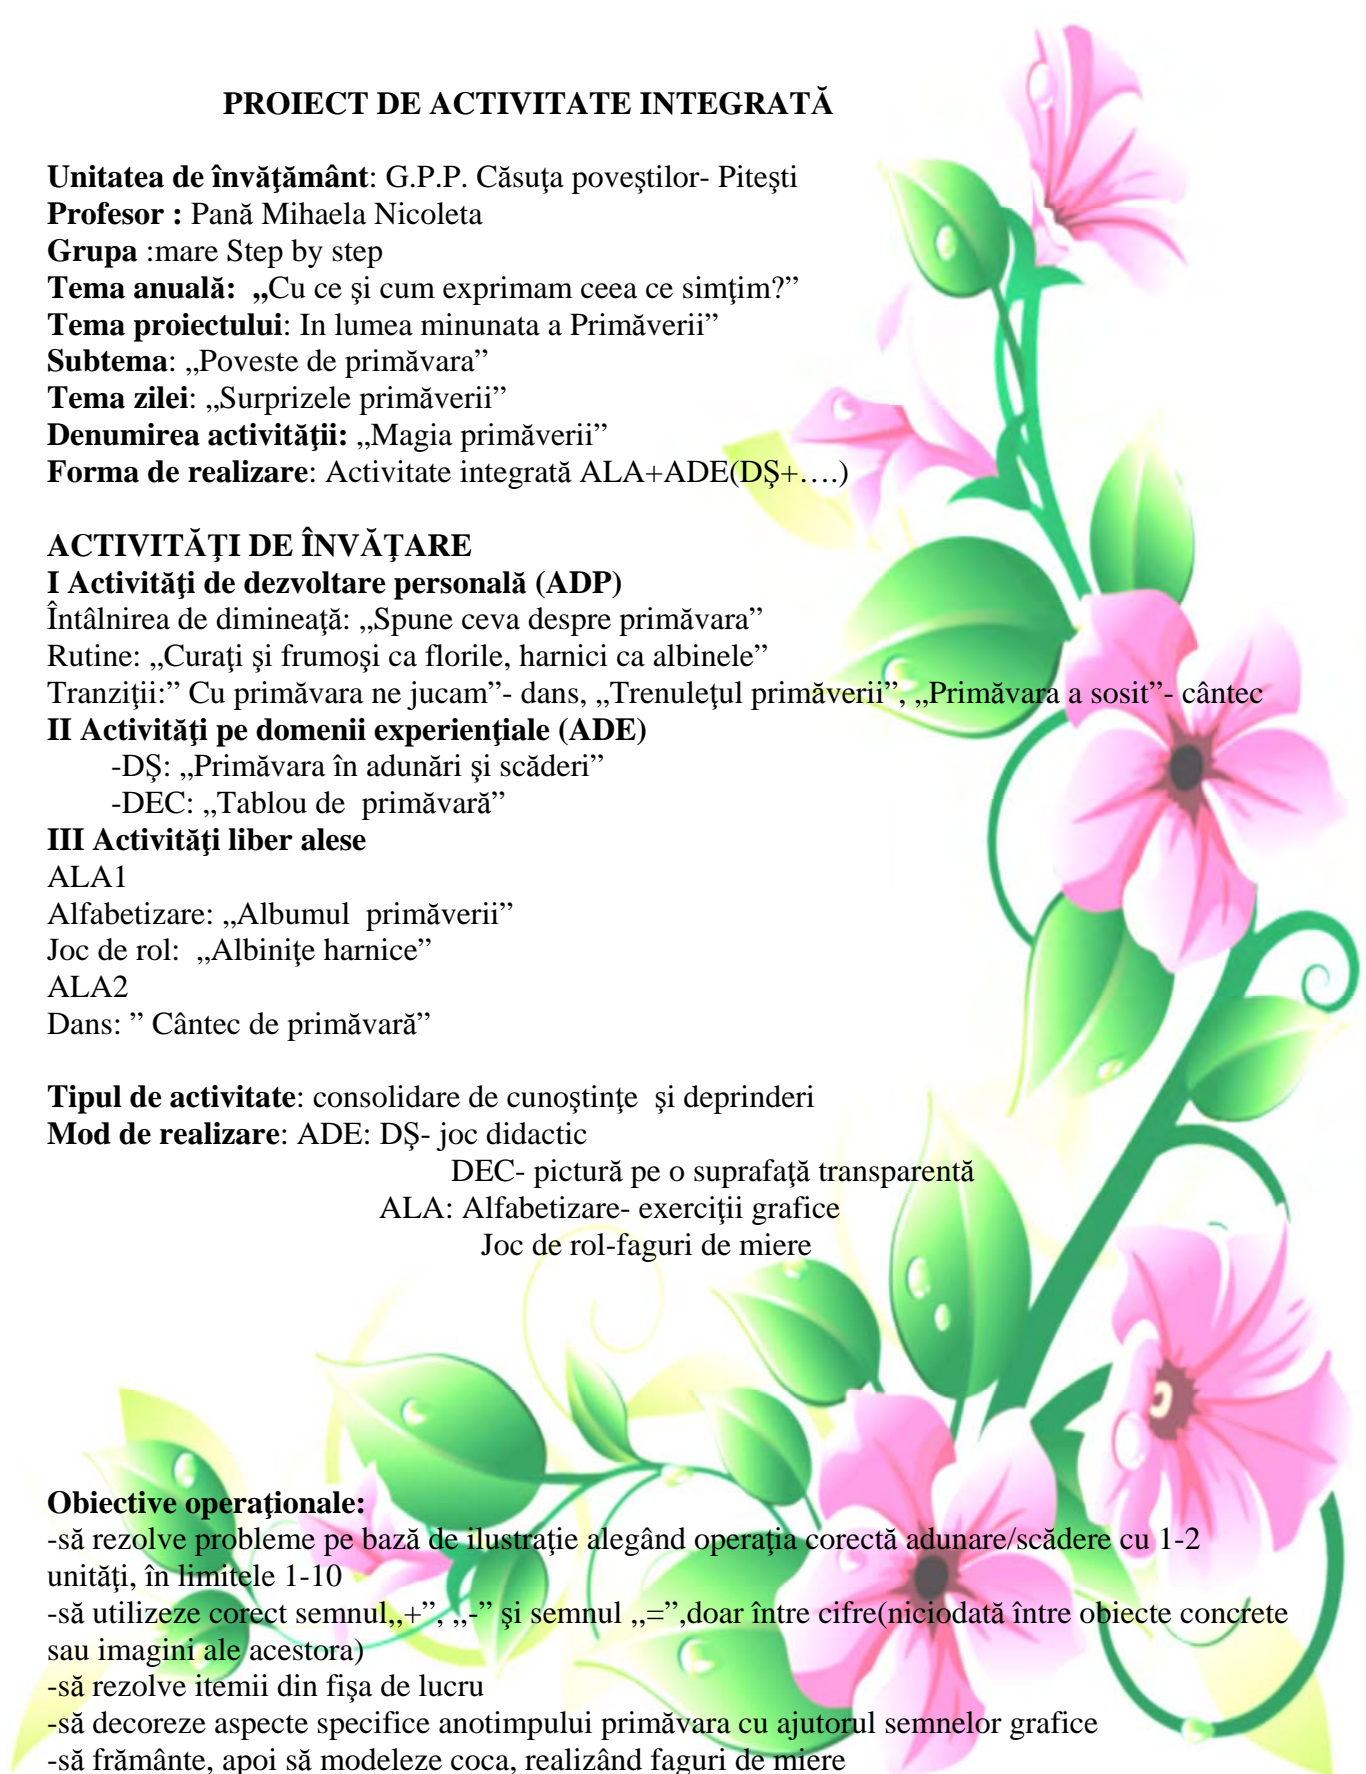 PROIECT DE ACTIVITATE INTEGRATĂ
Unitatea de învăţământ: G.P.P. Căsuţa poveştilor- Piteşti
Profesor : Pană Mihaela Nicoleta
Grupa :mare Step by step
Tema anuală: „Cu ce şi cum exprimam ceea ce simţim?”
Tema proiectului: In lumea minunata a Primăverii”
Subtema: „Poveste de primăvara”
Tema zilei: „Surprizele primăverii”
Denumirea activităţii: „Magia primăverii”
Forma de realizare: Activitate integrată ALA+ADE(DŞ+….)
ACTIVITĂŢI DE ÎNVĂŢARE
I Activităţi de dezvoltare personală (ADP)
Întâlnirea de dimineaţă: „Spune ceva despre primăvara”
Rutine: „Curaţi şi frumoşi ca florile, harnici ca albinele”
Tranziţii:” Cu primăvara ne jucam”- dans, „Trenuleţul primăverii”, „Primăvara a sosit”- cântec
II Activităţi pe domenii experienţiale (ADE)
-DŞ: „Primăvara în adunări şi scăderi”
-DEC: „Tablou de primăvară”
III Activităţi liber alese
ALA1
Alfabetizare: „Albumul primăverii”
Joc de rol: „Albiniţe harnice”
ALA2
Dans: ” Cântec de primăvară”
Tipul de activitate: consolidare de cunoştinţe şi deprinderi
Mod de realizare: ADE: DŞ- joc didactic
DEC- pictură pe o suprafaţă transparentă
ALA: Alfabetizare- exerciţii grafice
Joc de rol-faguri de miere
Obiective operaţionale:
-să rezolve probleme pe bază de ilustraţie alegând operaţia corectă adunare/scădere cu 1-2
unităţi, în limitele 1-10
-să utilizeze corect semnul„+”, „-” şi semnul „=”,doar între cifre(niciodată între obiecte concrete
sau imagini ale acestora)
-să rezolve itemii din fişa de lucru
-să decoreze aspecte specifice anotimpului primăvara cu ajutorul semnelor grafice
-să frământe, apoi să modeleze coca, realizând faguri de miere